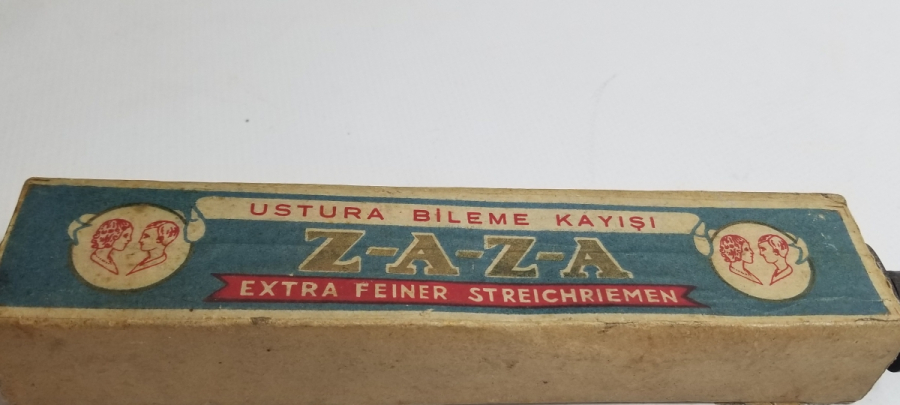 USTURA BİLEME KAYIŞI
Z-A-Z-A
EXTRA FEINER STREICHRIEMEN